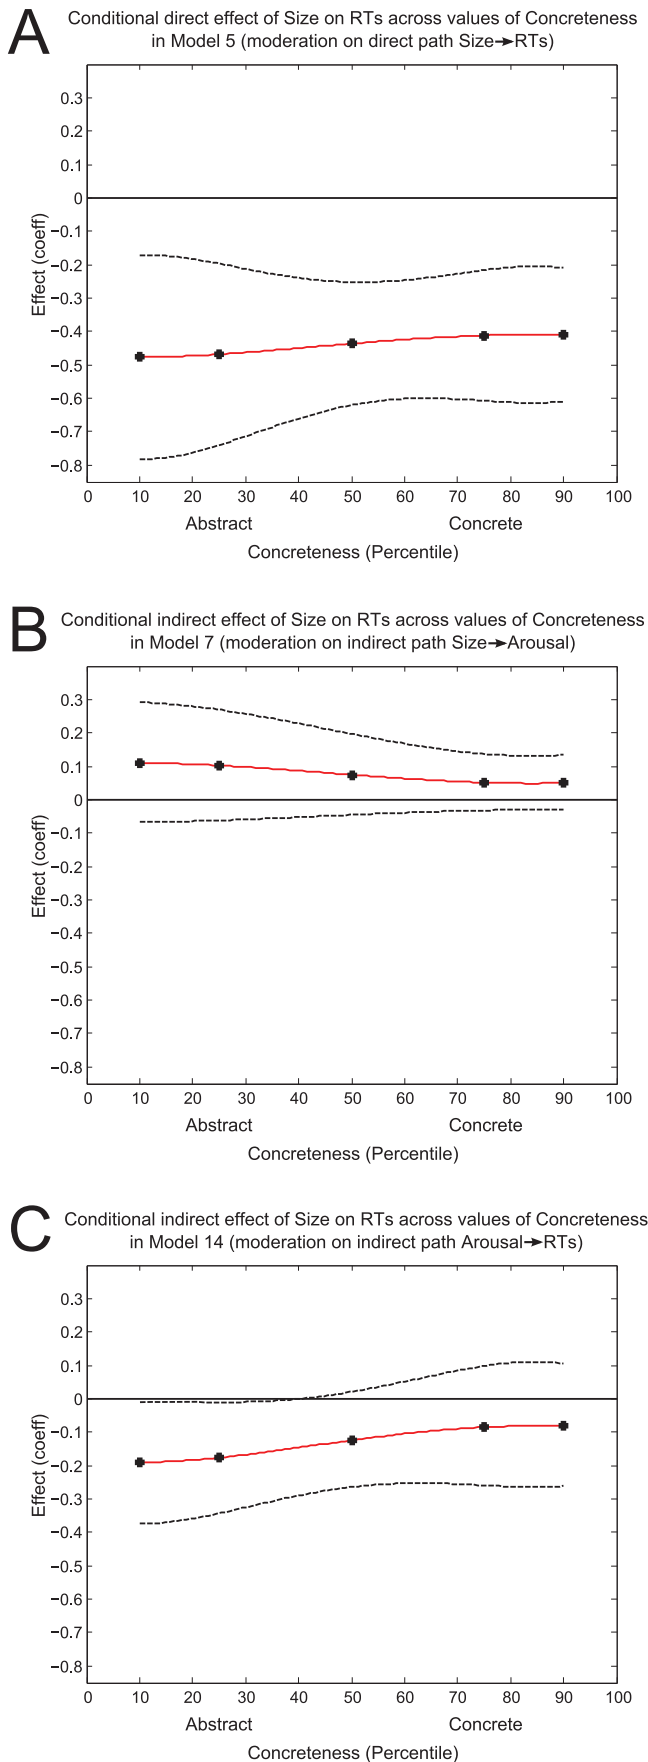 A
Conditional direct effect of Size on RTs across values of Concreteness
in Model 5 (moderation on direct path Size→RTs)
0.3
0.2
0.1
0
−0.1
−0.2
−0.3
−0.4
−0.5
−0.6
−0.7
−0.8
Effect (coeff)
0 10 20 30 40 50 60 70 80 90 100
Abstract Concrete
Concreteness (Percentile)
B
Conditional indirect effect of Size on RTs across values of Concreteness
in Model 7 (moderation on indirect path Size→Arousal)
0.3
0.2
0.1
0
−0.1
−0.2
−0.3
−0.4
−0.5
−0.6
−0.7
−0.8
Effect (coeff)
0 10 20 30 40 50 60 70 80 90 100
Abstract Concrete
Concreteness (Percentile)
C
Conditional indirect effect of Size on RTs across values of Concreteness
in Model 14 (moderation on indirect path Arousal→RTs)
0.3
0.2
0.1
0
−0.1
−0.2
−0.3
−0.4
−0.5
−0.6
−0.7
−0.8
Effect (coeff)
0 10 20 30 40 50 60 70 80 90 100
Abstract Concrete
Concreteness (Percentile)